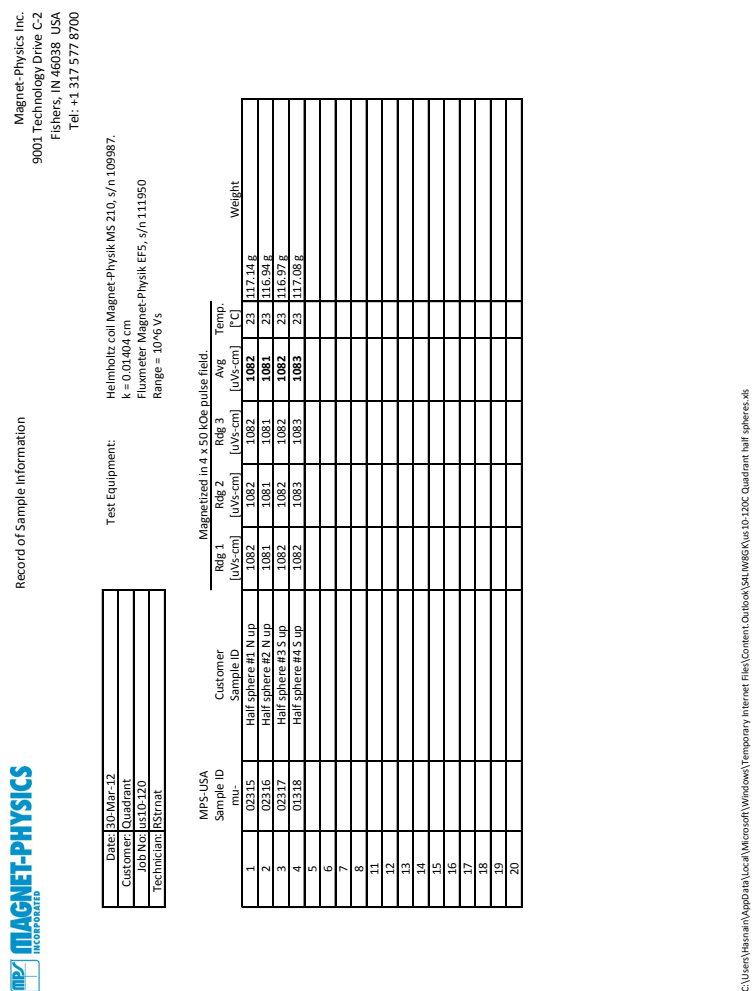 MPS MAGNET-PHYSICS
INCORPORATED
Record of Sample Information
Magnet-Physics Inc.
9001 Technology Drive C-2
Fishers, IN 46038 USA
Tel: +1 317 577 8700
Date: 30-Mar-12
Customer: Quadrant
Job No: us10-120
Technician: RStrnat
Test Equipment:
Helmholtz coil Magnet-Physik MS 210, s/n 109987.
k = 0.01404 cm
Fluxmeter Magnet-Physik EF5, s/n 111950
Range = 10^6 Vs
Magnetized in 4 x 50 kOe pulse field.
MPS-USA Customer Rdg 1 Rdg 2 Rdg 3 Avg Temp.
Sample ID Sample ID [uVs-cm] [uVs-cm] [uVs-cm] [uVs-cm] [°C] Weight
mu-
1 02315 Half sphere #1 N up 1082 1082 1082 1082 23 117.14 g
2 02316 Half sphere #2 N up 1081 1081 1081 1081 23 116.94 g
3 02317 Half sphere #3 S up 1082 1082 1082 1082 23 116.97 g
4 01318 Half sphere #4 S up 1082 1083 1083 1083 23 117.08 g
5
6
7
8
11
12
13
14
15
16
17
18
19
20
C:\Users\Hasnain\AppData\Local\Microsoft\Windows\Temporary Internet Files\Content.Outlook\S4LIW8GK\us10-120C Quadrant half spheres.xls